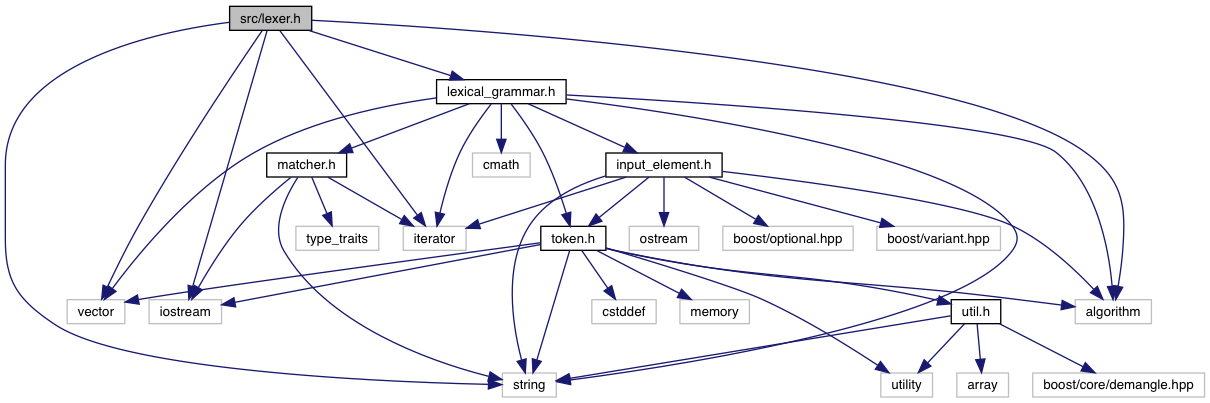 src/lexer.h
lexical_grammar.h
matcher.h
cmath
input_element.h
type_traits
iterator
token.h
ostream
boost/optional.hpp
boost/variant.hpp
vector
iostream
cstddef
memory
util.h
algorithm
string
utility
array
boost/core/demangle.hpp